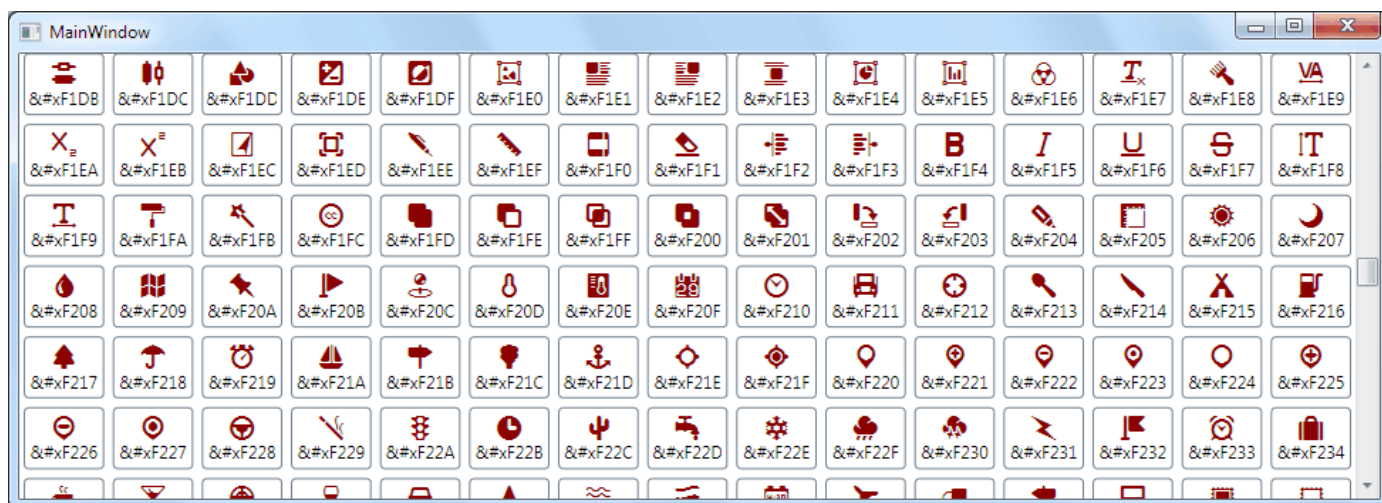 MainWindow
&#xF1DB &#xF1DC &#xF1DD &#xF1DE &#xF1DF &#xF1E0 &#xF1E1 &#xF1E2 &#xF1E3 &#xF1E4 &#xF1E5 &#xF1E6 &#xF1E7 &#xF1E8 &#xF1E9
&#xF1EA &#xF1EB &#xF1EC &#xF1ED &#xF1EE &#xF1EF &#xF1F0 &#xF1F1 &#xF1F2 &#xF1F3 &#xF1F4 &#xF1F5 &#xF1F6 &#xF1F7 &#xF1F8
&#xF1F9 &#xF1FA &#xF1FB &#xF1FC &#xF1FD &#xF1FE &#xF1FF &#xF200 &#xF201 &#xF202 &#xF203 &#xF204 &#xF205 &#xF206 &#xF207
&#xF208 &#xF209 &#xF20A &#xF20B &#xF20C &#xF20D &#xF20E &#xF20F &#xF210 &#xF211 &#xF212 &#xF213 &#xF214 &#xF215 &#xF216
&#xF217 &#xF218 &#xF219 &#xF21A &#xF21B &#xF21C &#xF21D &#xF21E &#xF21F &#xF220 &#xF221 &#xF222 &#xF223 &#xF224 &#xF225
&#xF226 &#xF227 &#xF228 &#xF229 &#xF22A &#xF22B &#xF22C &#xF22D &#xF22E &#xF22F &#xF230 &#xF231 &#xF232 &#xF233 &#xF234